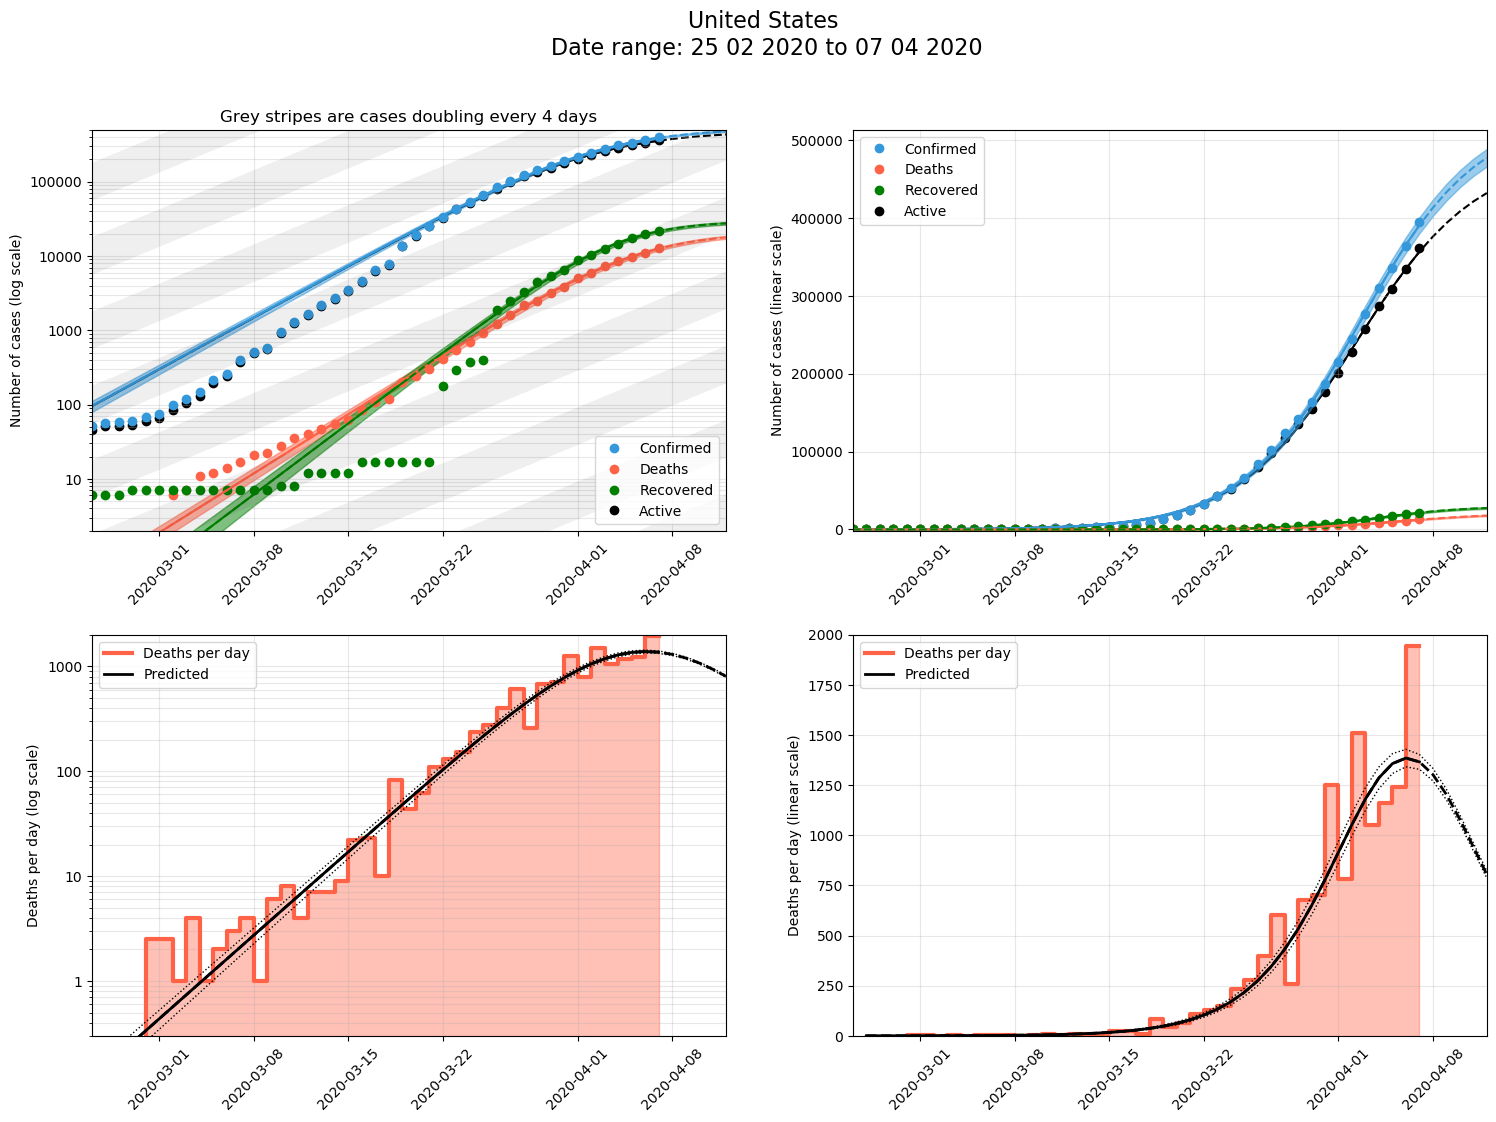 United States
Date range: 25 02 2020 to 07 04 2020
Grey stripes are cases doubling every 4 days
Number of cases (log scale)
100000
10000
1000
100
10
Confirmed
Deaths
Recovered
Active
2020-03-01
2020-03-08
2020-03-15
2020-03-22
2020-04-01
2020-04-08
Number of cases (linear scale)
500000
400000
300000
200000
100000
0
Confirmed
Deaths
Recovered
Active
2020-03-01
2020-03-08
2020-03-15
2020-03-22
2020-04-01
2020-04-08
Deaths per day (log scale)
1000
100
10
1
Deaths per day
Predicted
2020-03-01
2020-03-08
2020-03-15
2020-03-22
2020-04-01
2020-04-08
Deaths per day (linear scale)
2000
1750
1500
1250
1000
750
500
250
0
Deaths per day
Predicted
2020-03-01
2020-03-08
2020-03-15
2020-03-22
2020-04-01
2020-04-08